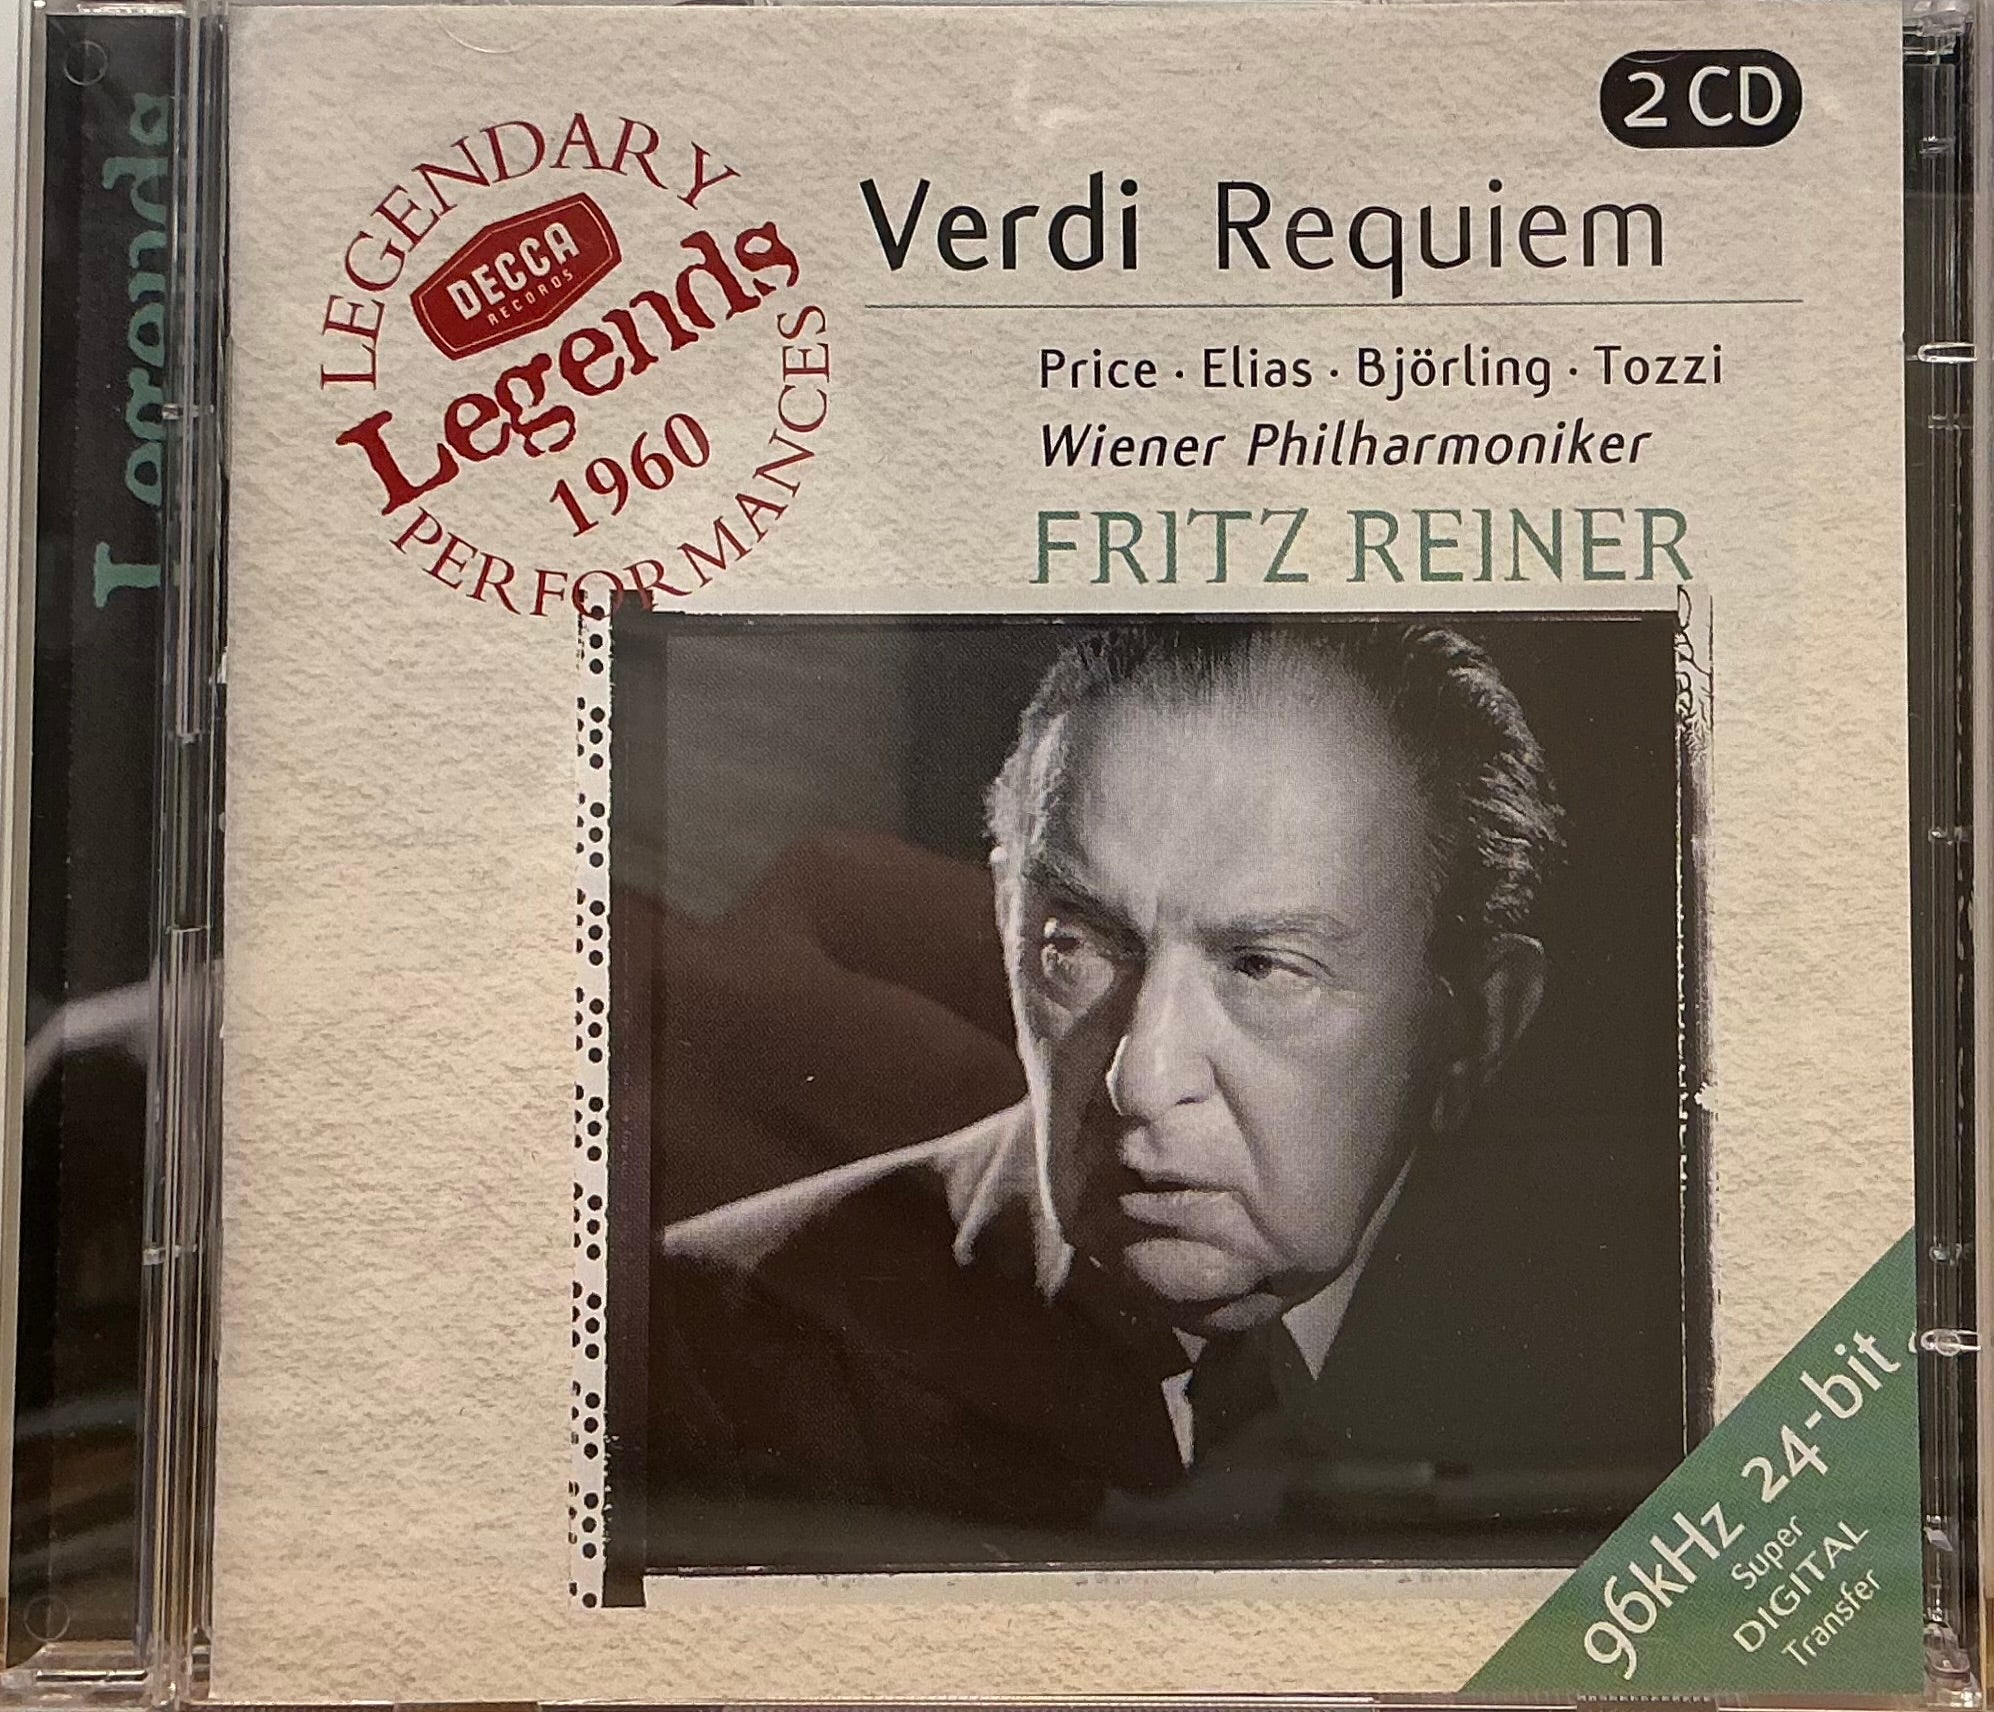 Legends
2 CD
LEGENDARY
DECCA
RECORDS
Legends
1960
PERFORMANCES
Verdi Requiem
Price · Elias · Björling · Tozzi
Wiener Philharmoniker
FRITZ REINER
96kHz 24-bit
Super
DIGITAL
Transfer